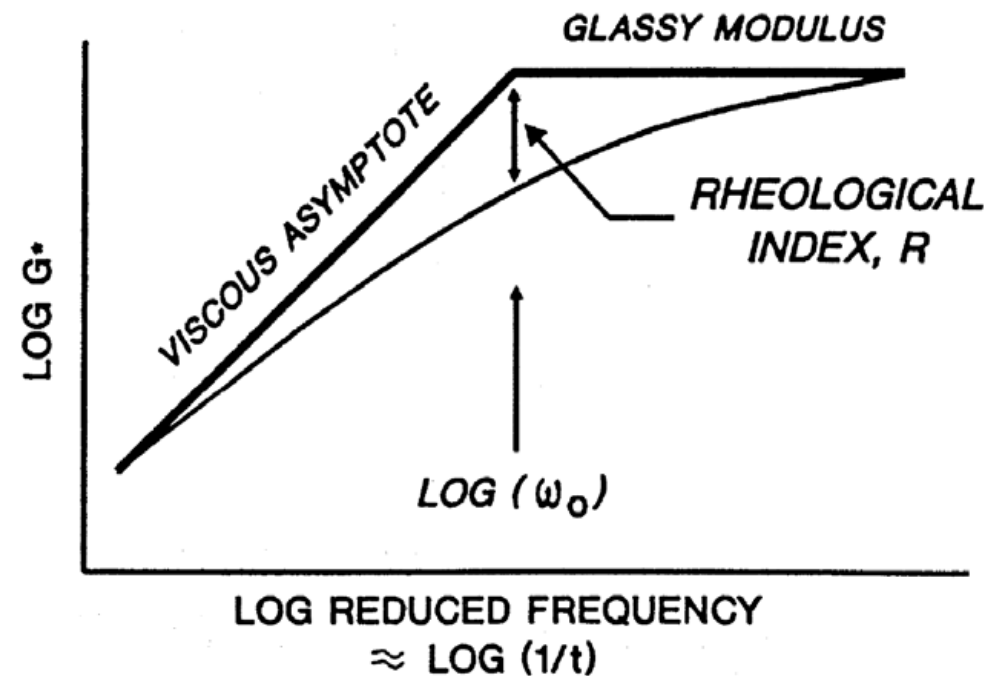 GLASSY MODULUS
VISCOUS ASYMPTOTE
RHEOLOGICAL
INDEX, R
LOG G*
LOG (ω₀)
LOG REDUCED FREQUENCY
≈ LOG (1/t)